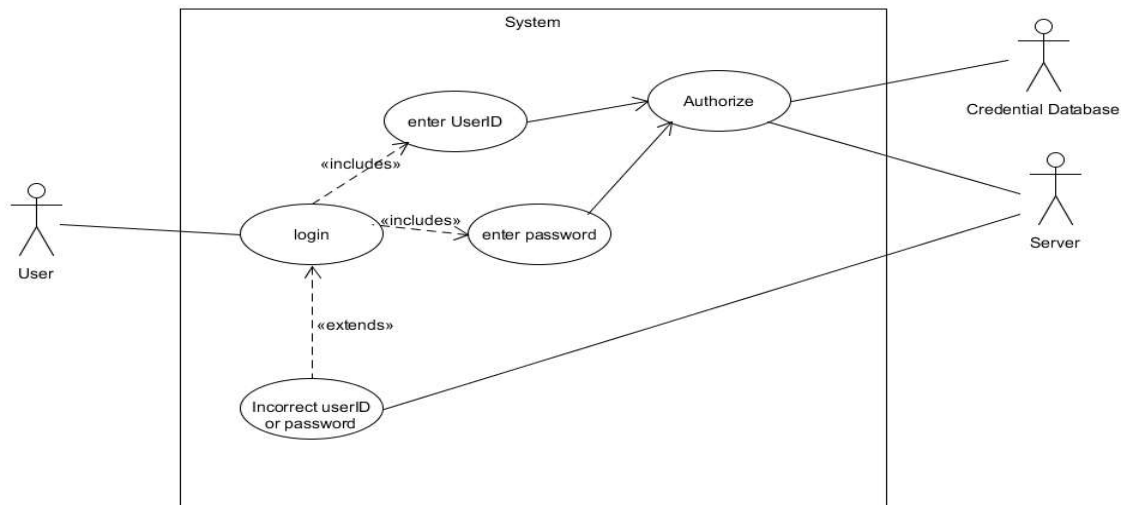 System
Authorize
Credential Database
enter UserID
«includes»
User
login
«includes»
enter password
Server
«extends»
Incorrect userID
or password